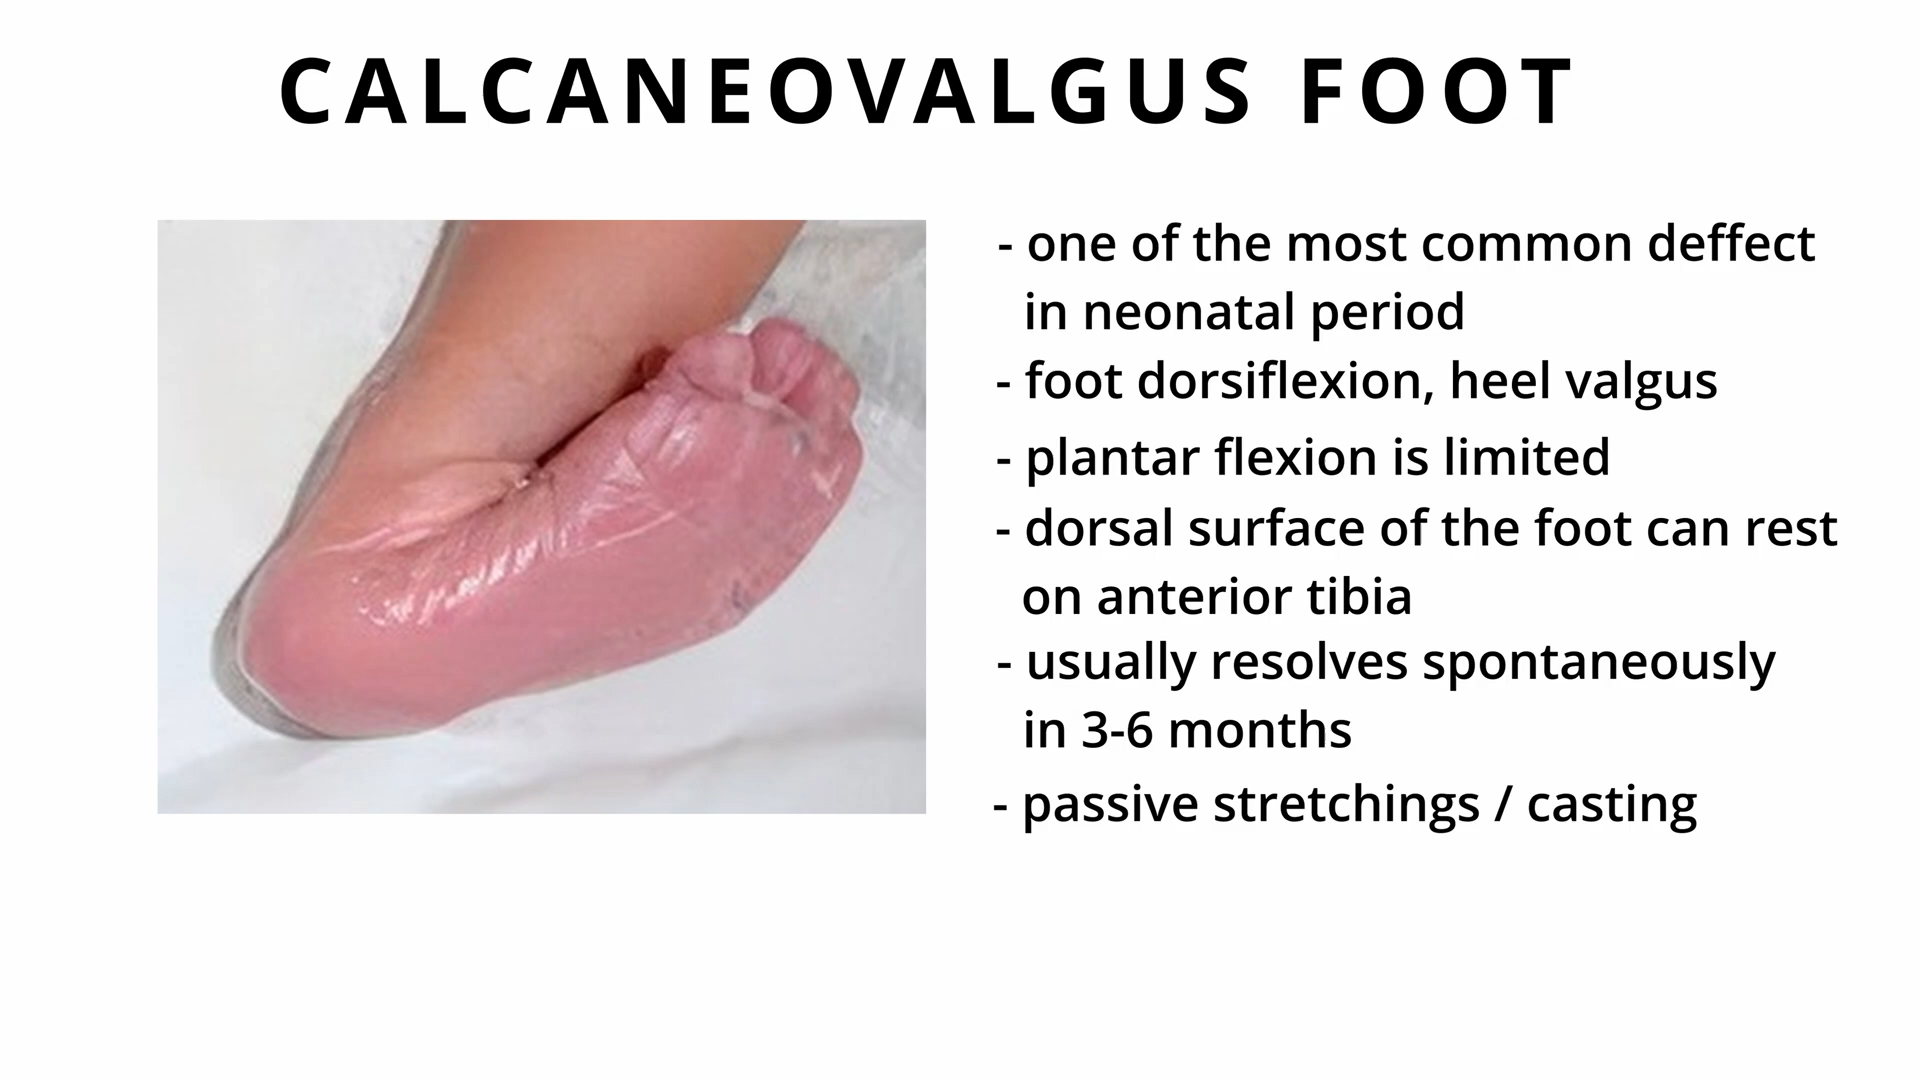 CALCANEOVALGUS FOOT
- one of the most common deffect
in neonatal period
- foot dorsiflexion, heel valgus
- plantar flexion is limited
- dorsal surface of the foot can rest
on anterior tibia
- usually resolves spontaneously
in 3-6 months
- passive stretchings / casting